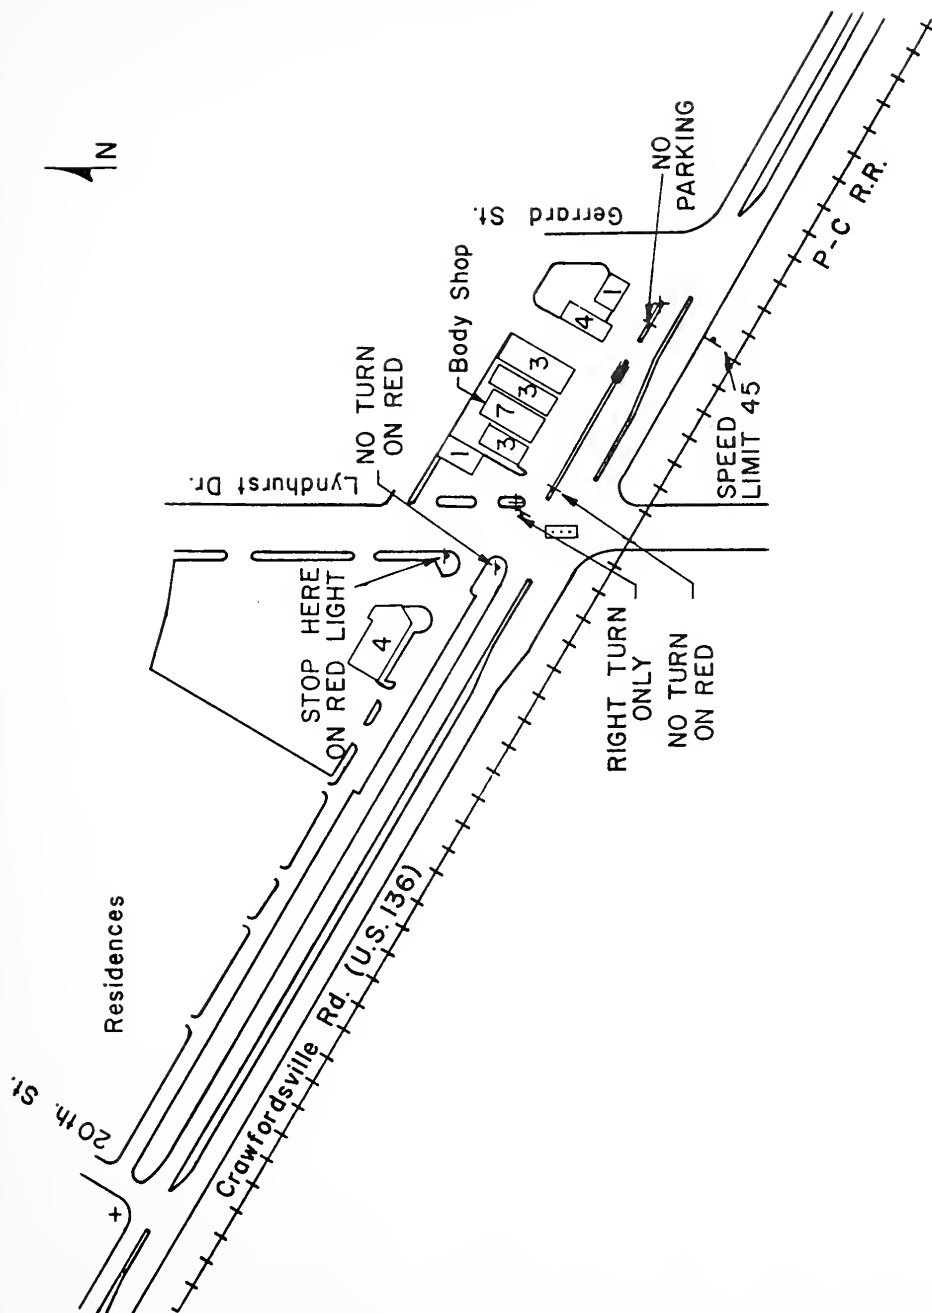 N
NO
PARKING
Gerrard St.
1
4
Body Shop
3
3
7
3
1
NO TURN
ON RED
Lyndhurst Dr.
STOP HERE
ON RED LIGHT
4
SPEED
LIMIT 45
P-C R.R.
RIGHT TURN
ONLY
NO TURN
ON RED
Residences
20th. St.
Crawfordsville Rd. (U.S. 136)